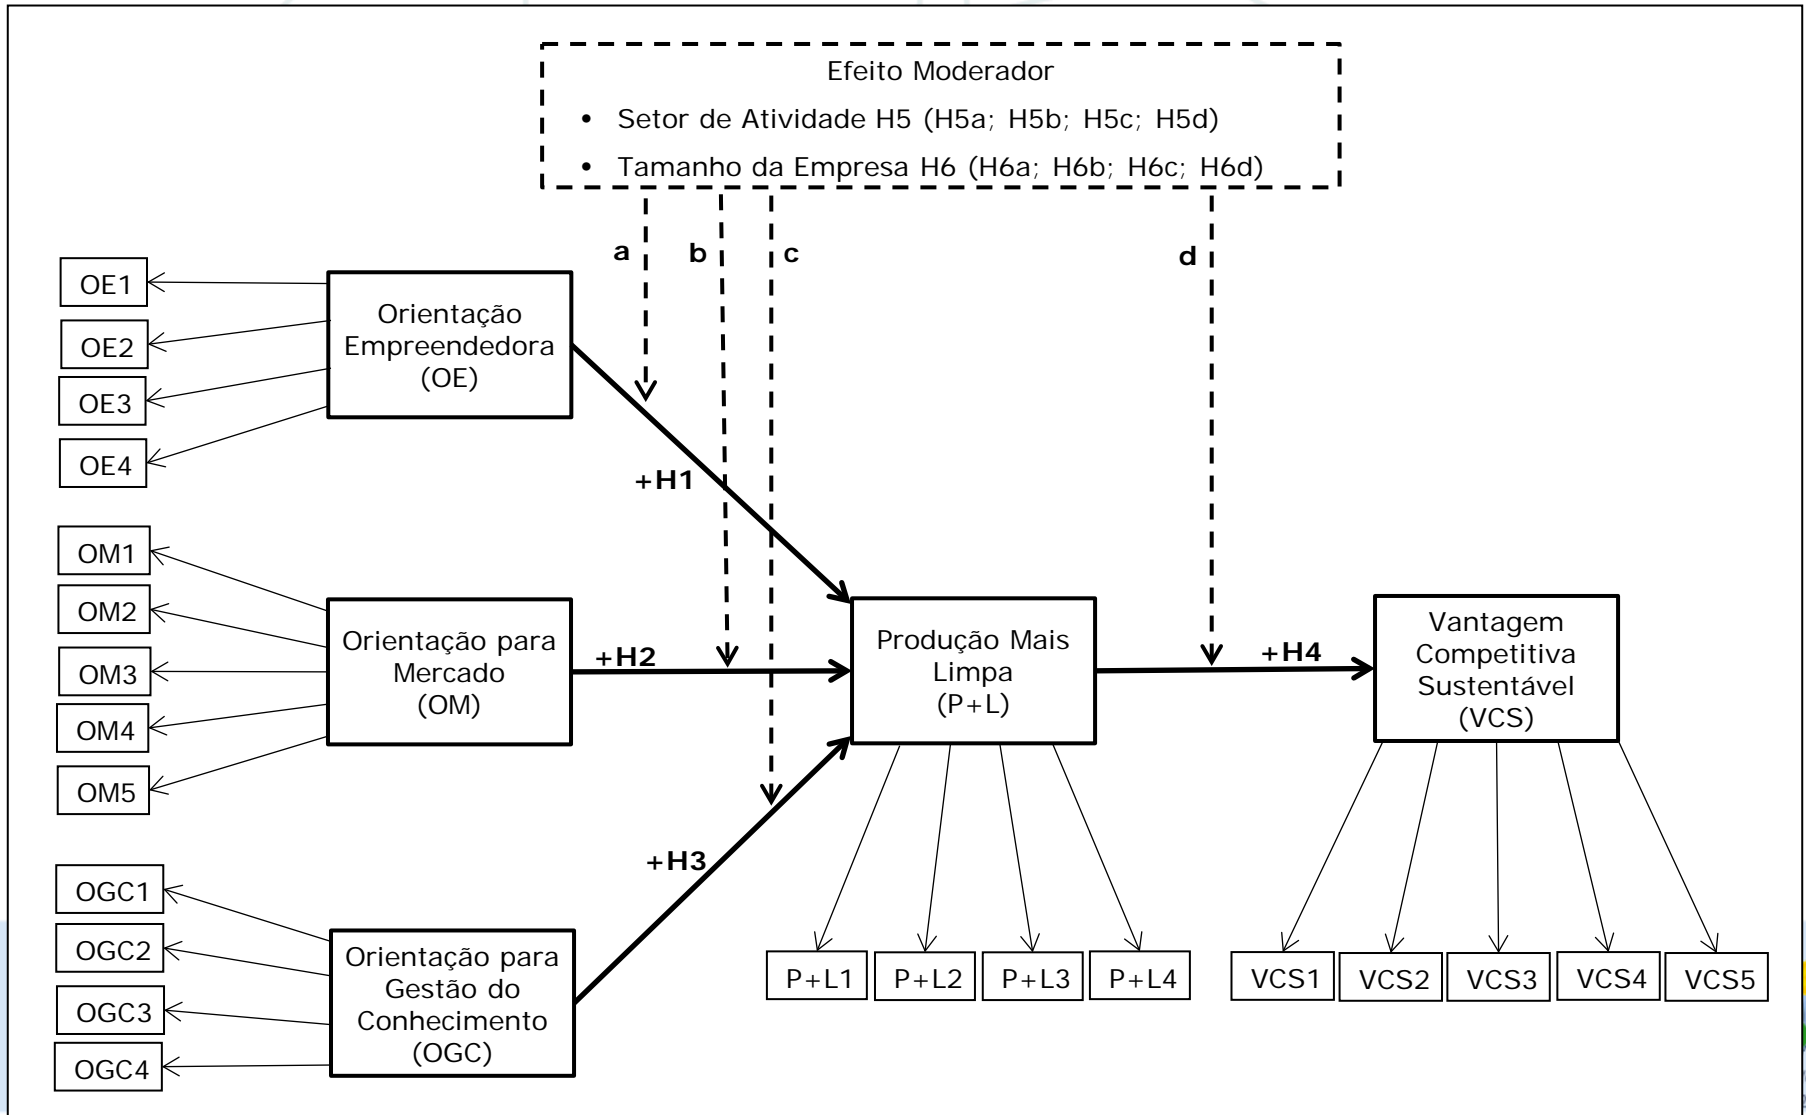 Efeito Moderador
• Setor de Atividade H5 (H5a; H5b; H5c; H5d)
• Tamanho da Empresa H6 (H6a; H6b; H6c; H6d)
a
b
c
d
OE1
OE2
OE3
OE4
Orientação
Empreendedora
(OE)
+H1
OM1
OM2
OM3
OM4
OM5
Orientação para
Mercado
(OM)
+H2
Produção Mais
Limpa
(P+L)
+H4
Vantagem
Competitiva
Sustentável
(VCS)
+H3
OGC1
OGC2
OGC3
OGC4
Orientação para
Gestão do
Conhecimento
(OGC)
P+L1
P+L2
P+L3
P+L4
VCS1
VCS2
VCS3
VCS4
VCS5